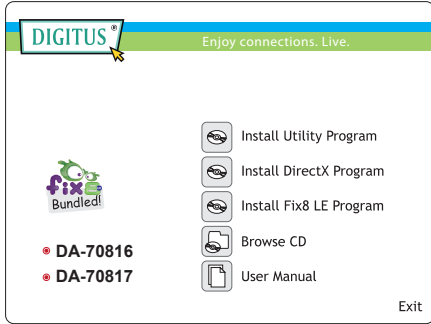 DIGITUS ®
Enjoy connections. Live.
Install Utility Program
Install DirectX Program
fix8
Bundled!
Install Fix8 LE Program
Browse CD
DA-70816
DA-70817
User Manual
Exit